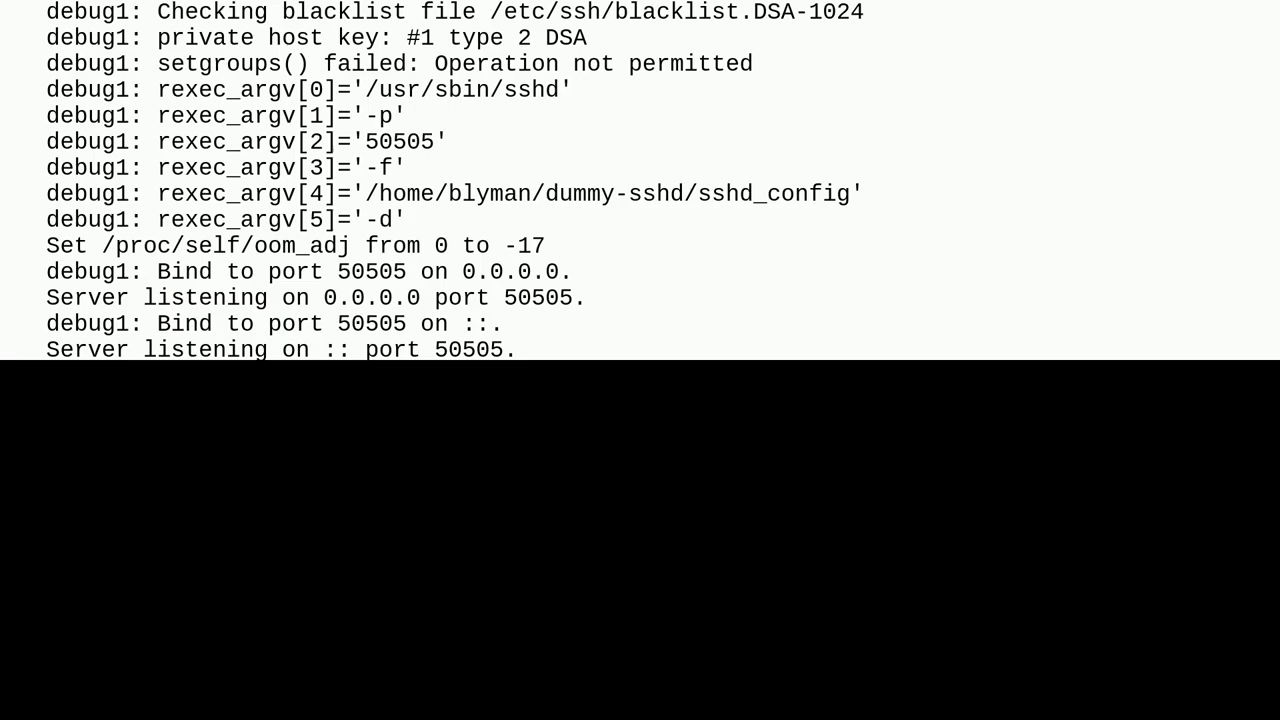 debug1: Checking blacklist file /etc/ssh/blacklist.DSA-1024
debug1: private host key: #1 type 2 DSA
debug1: setgroups() failed: Operation not permitted
debug1: rexec_argv[0]='/usr/sbin/sshd'
debug1: rexec_argv[1]='-p'
debug1: rexec_argv[2]='50505'
debug1: rexec_argv[3]='-f'
debug1: rexec_argv[4]='/home/blyman/dummy-sshd/sshd_config'
debug1: rexec_argv[5]='-d'
Set /proc/self/oom_adj from 0 to -17
debug1: Bind to port 50505 on 0.0.0.0.
Server listening on 0.0.0.0 port 50505.
debug1: Bind to port 50505 on ::.
Server listening on :: port 50505.